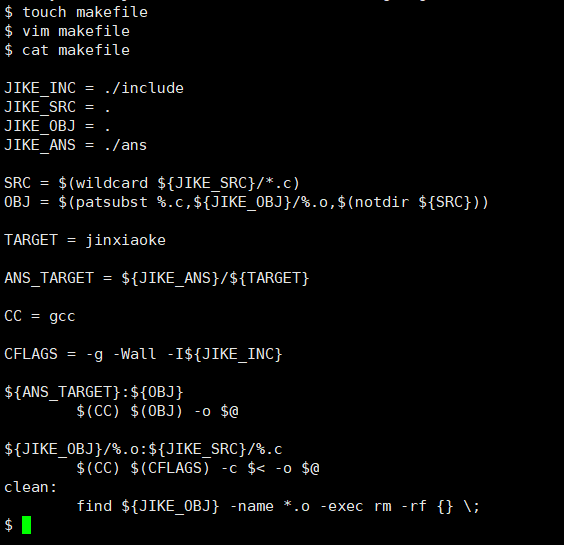 $ touch makefile
$ vim makefile
$ cat makefile
JIKE_INC = ./include
JIKE_SRC = .
JIKE_OBJ = .
JIKE_ANS = ./ans
SRC = $(wildcard ${JIKE_SRC}/*.c)
OBJ = $(patsubst %.c,${JIKE_OBJ}/%.o,$(notdir ${SRC}))
TARGET = jinxiaoke
ANS_TARGET = ${JIKE_ANS}/${TARGET}
CC = gcc
CFLAGS = -g -Wall -I${JIKE_INC}
${ANS_TARGET}:${OBJ}
        $(CC) $(OBJ) -o $@
${JIKE_OBJ}/%.o:${JIKE_SRC}/%.c
        $(CC) $(CFLAGS) -c $< -o $@
clean:
        find ${JIKE_OBJ} -name *.o -exec rm -rf {} \;
$